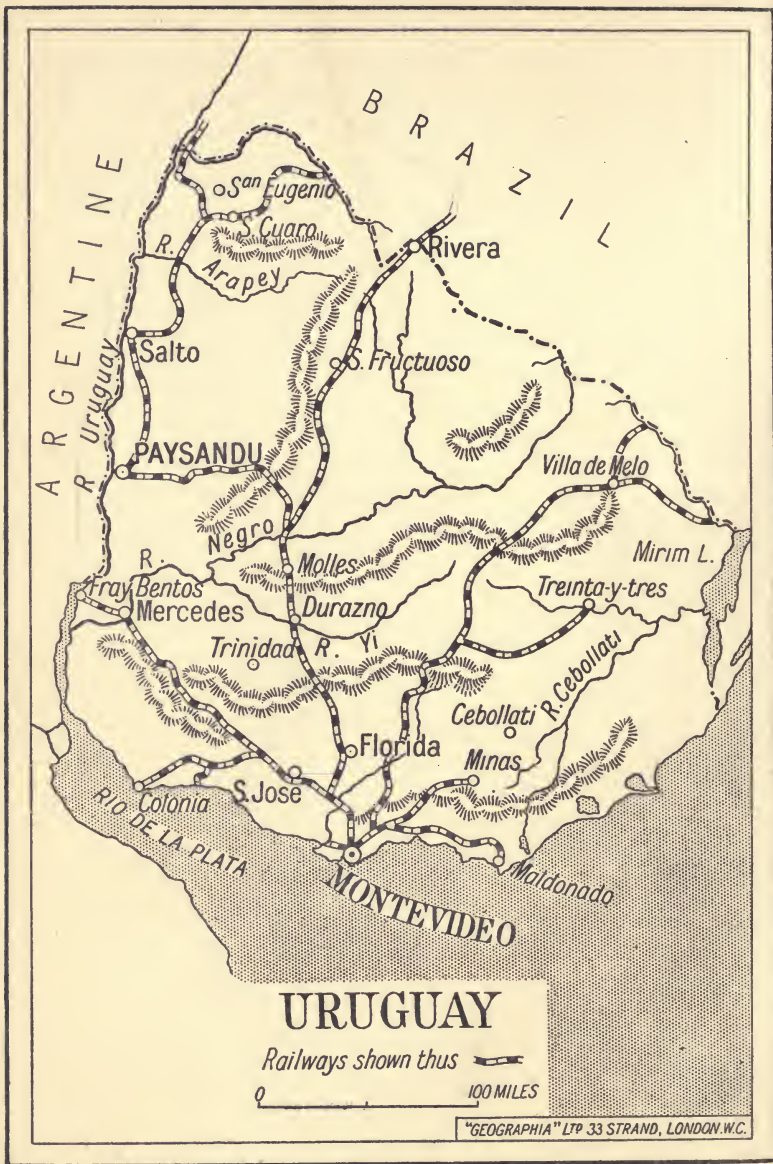 BRAZIL
ARGENTINE
San Eugenio
S. Cuaro
R. Arapey
Rivera
R. Uruguay
Salto
S. Fructuoso
PAYSANDU
Villa de Melo
R. Negro
Mirim L.
Molles
Fray Bentos
Treinta-y-tres
Mercedes
Durazno
R. Yi
Trinidad
R. Cebollati
Cebollati
Florida
Minas
S. José
Colonia
RIO DE LA PLATA
Maldonado
MONTEVIDEO
URUGUAY
Railways shown thus
0 100 MILES
"GEOGRAPHIA" LTD 33 STRAND, LONDON.W.C.